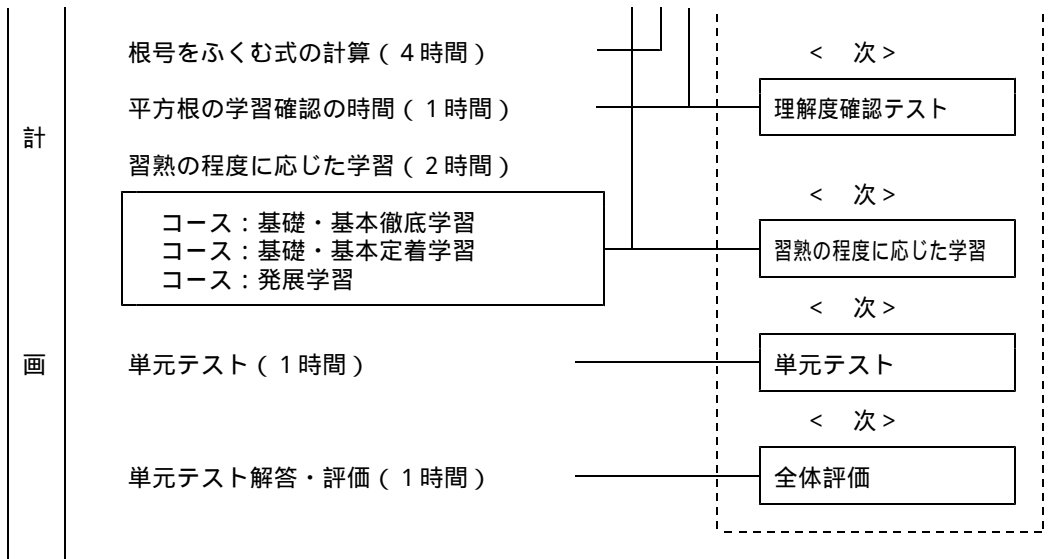 根号をふくむ式の計算(4時間)
<　次>
平方根の学習確認の時間(1時間)
理解度確認テスト
計
習熟の程度に応じた学習(2時間)
<　次>
コース:基礎・基本徹底学習
コース:基礎・基本定着学習
コース:発展学習
習熟の程度に応じた学習
<　次>
画
単元テスト(1時間)
単元テスト
<　次>
単元テスト解答・評価(1時間)
全体評価